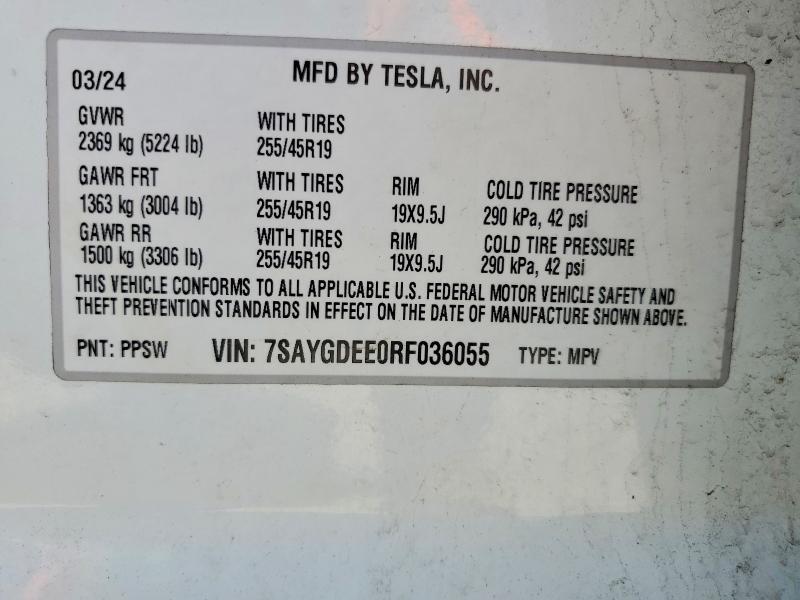 03/24 MFD BY TESLA, INC.
GVWR
2369 kg (5224 lb) WITH TIRES
255/45R19
GAWR FRT WITH TIRES RIM COLD TIRE PRESSURE
1363 kg (3004 lb) 255/45R19 19X9.5J 290 kPa, 42 psi
GAWR RR WITH TIRES RIM COLD TIRE PRESSURE
1500 kg (3306 lb) 255/45R19 19X9.5J 290 kPa, 42 psi
THIS VEHICLE CONFORMS TO ALL APPLICABLE U.S. FEDERAL MOTOR VEHICLE SAFETY AND
THEFT PREVENTION STANDARDS IN EFFECT ON THE DATE OF MANUFACTURE SHOWN ABOVE.
PNT: PPSW VIN: 7SAYGDEE0RF036055 TYPE: MPV